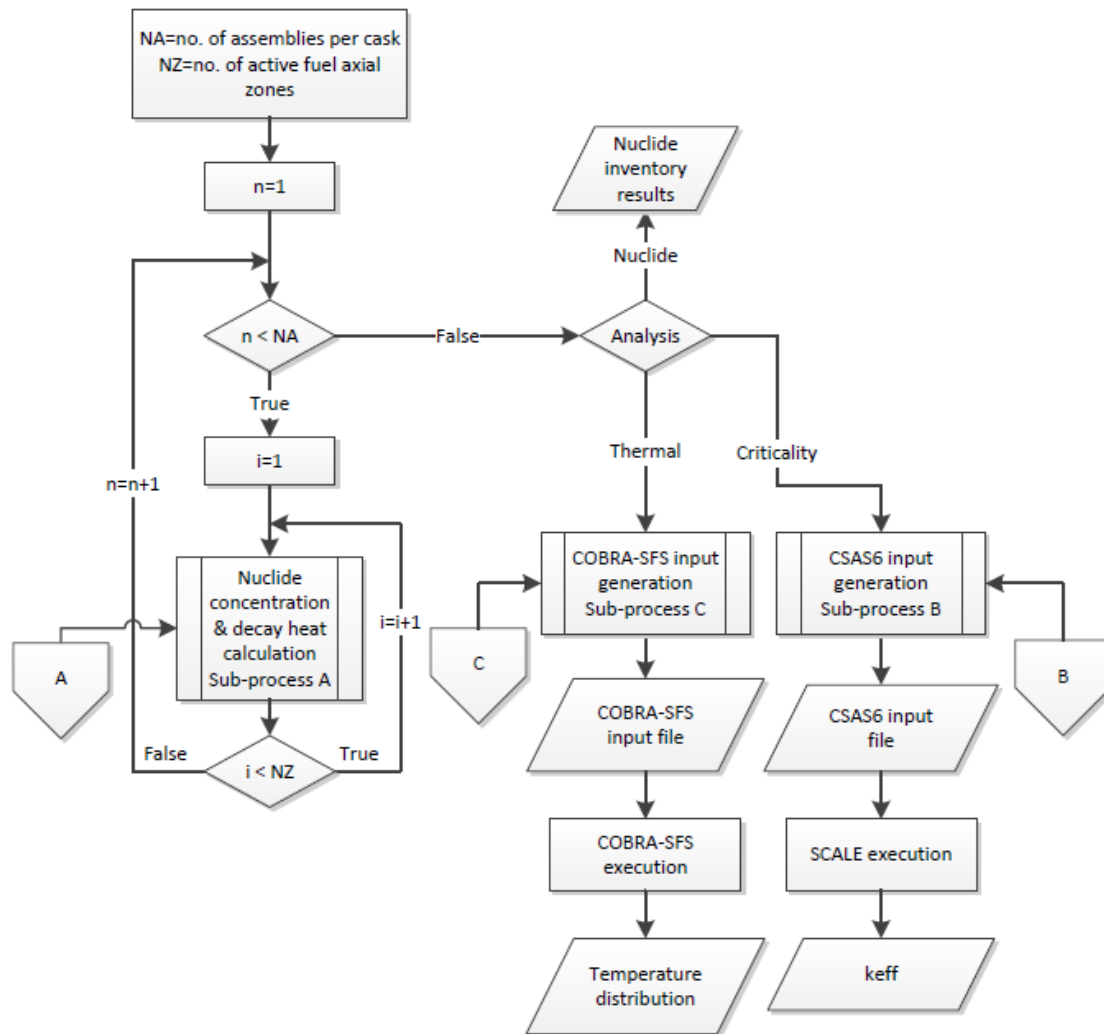 NA=no. of assemblies per cask
NZ=no. of active fuel axial
zones
n=1
n < NA
True
False
i=1
n=n+1
Nuclide
concentration
& decay heat
calculation
Sub-process A
i=i+1
A
i < NZ
False
True
Nuclide
inventory
results
Nuclide
Analysis
Thermal
Criticality
COBRA-SFS input
generation
Sub-process C
C
COBRA-SFS
input file
COBRA-SFS
execution
Temperature
distribution
CSAS6 input
generation
Sub-process B
B
CSAS6 input
file
SCALE execution
keff